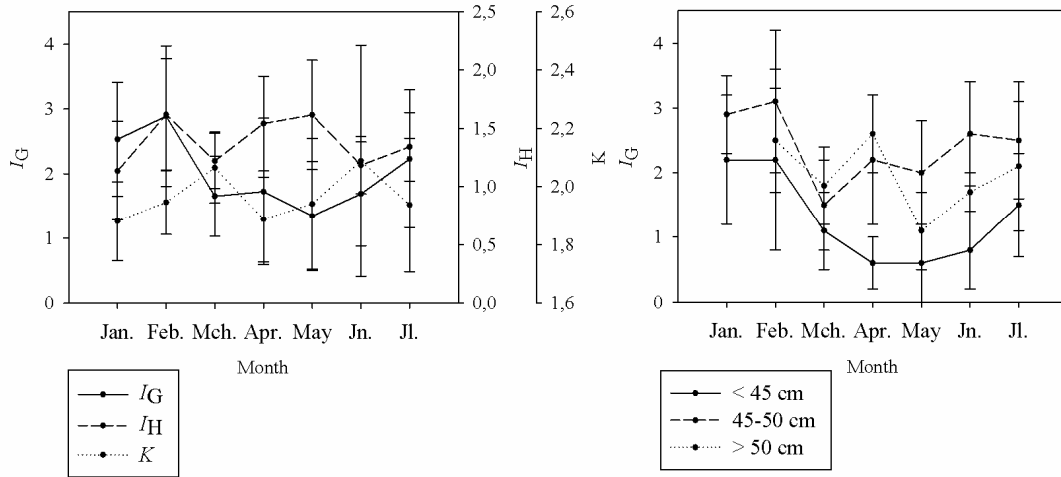 4
3
2
1
0
I_G
2,5
2,0
1,5
1,0
0,5
0,0
I_H
2,6
2,4
2,2
2,0
1,8
1,6
K
Jan. Feb. Mch. Apr. May Jn. Jl.
Month
I_G
I_H
K
4
3
2
1
0
I_G
Jan. Feb. Mch. Apr. May Jn. Jl.
Month
< 45 cm
45-50 cm
> 50 cm